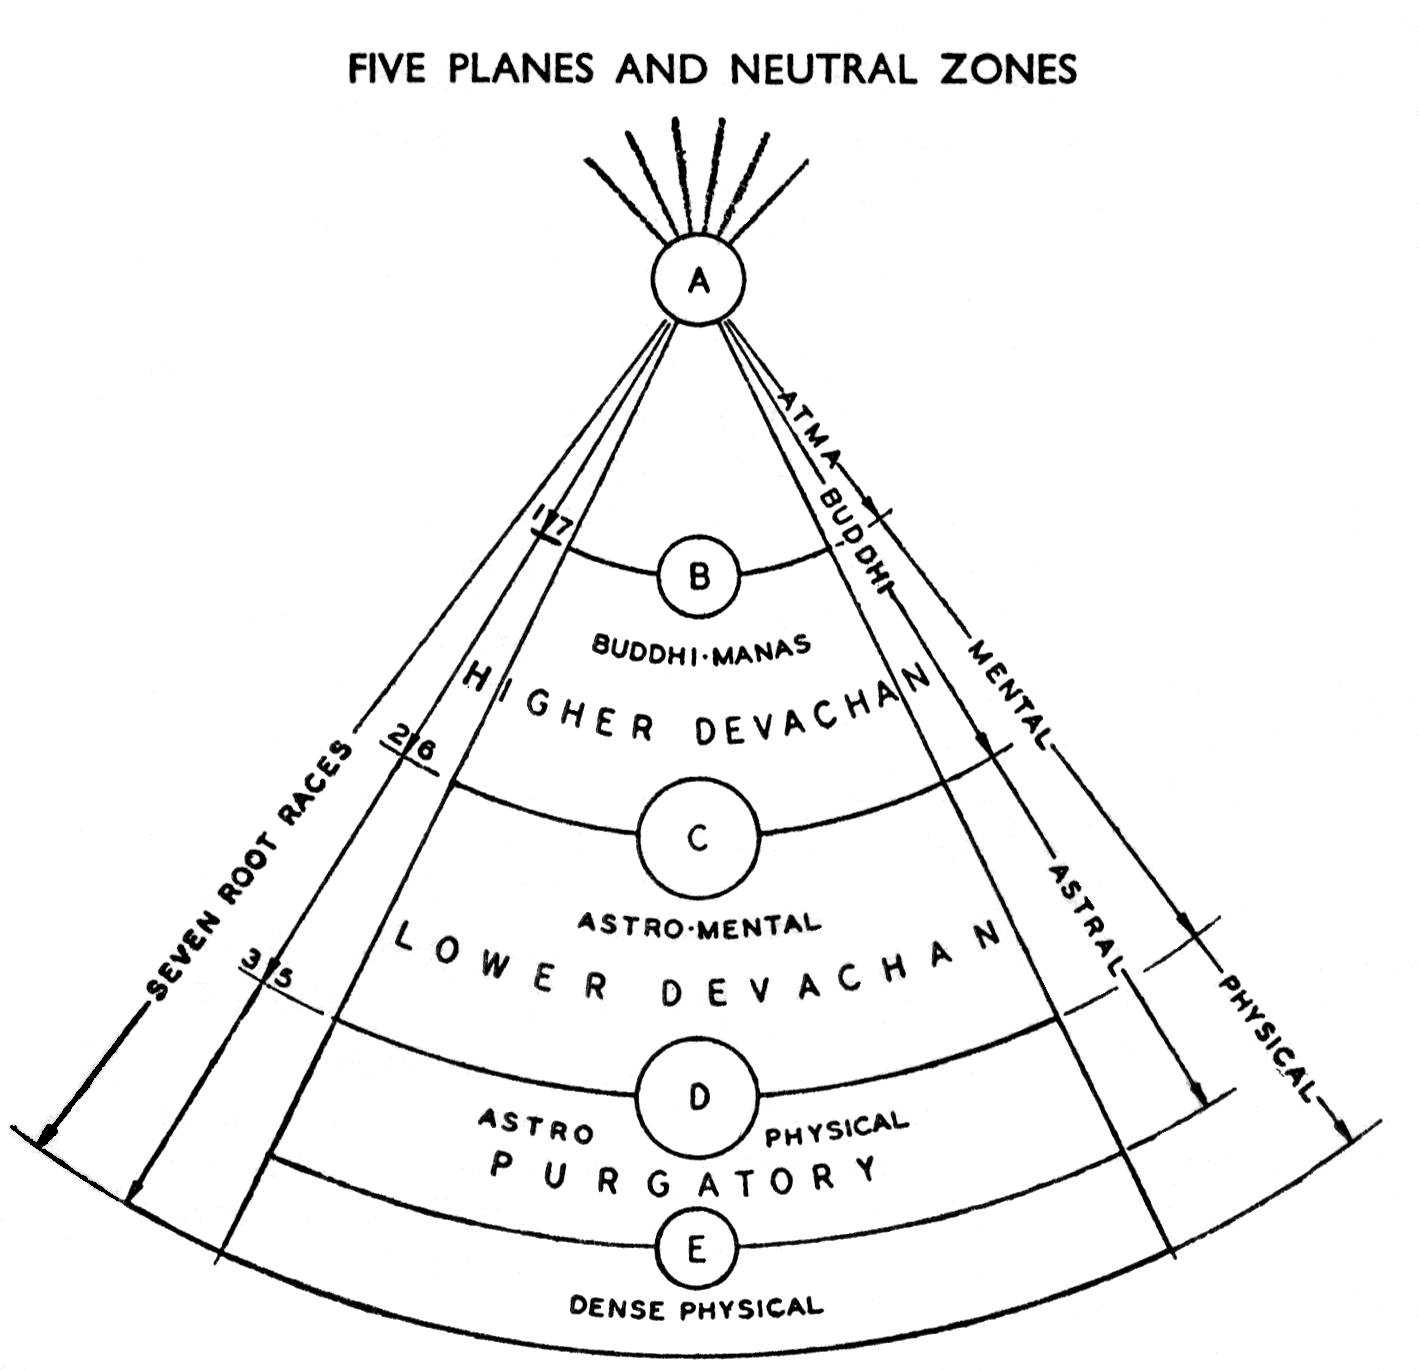 FIVE PLANES AND NEUTRAL ZONES
A
ATMA
BUDDHI
1 7
B
BUDDHI·MANAS
HIGHER DEVACHAN
MENTAL
2 6
SEVEN ROOT RACES
C
ASTRO·MENTAL
LOWER DEVACHAN
ASTRAL
3 5
PHYSICAL
D
ASTRO PHYSICAL
PURGATORY
E
DENSE PHYSICAL